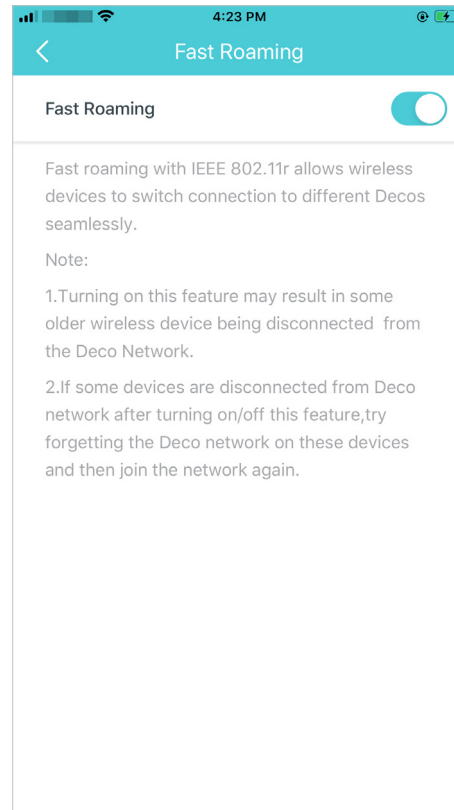 4:23 PM
Fast Roaming
Fast Roaming
Fast roaming with IEEE 802.11r allows wireless
devices to switch connection to different Decos
seamlessly.
Note:
1.Turning on this feature may result in some
older wireless device being disconnected  from
the Deco Network.
2.If some devices are disconnected from Deco
network after turning on/off this feature,try
forgetting the Deco network on these devices
and then join the network again.